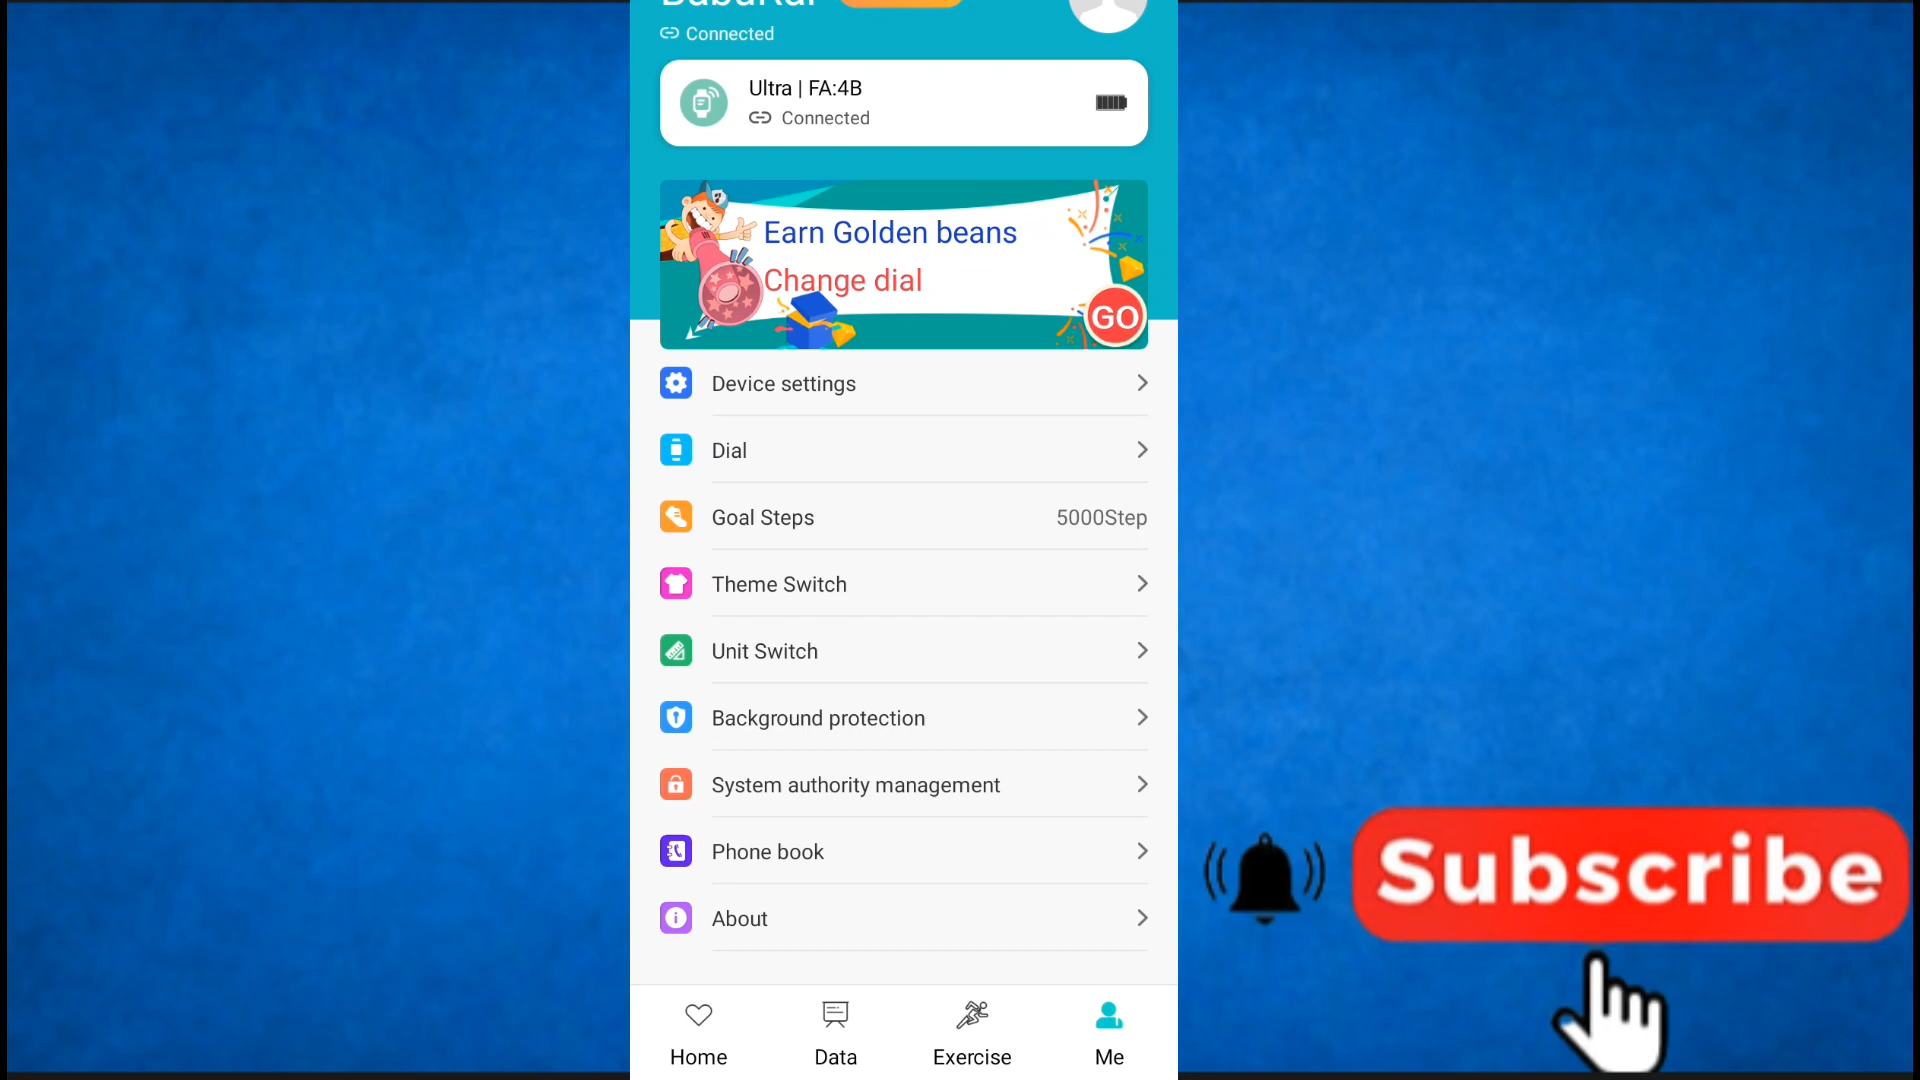 Connected
Ultra | FA:4B
Connected
Earn Golden beans
Change dial
GO
Device settings
Dial
Goal Steps 5000Step
Theme Switch
Unit Switch
Background protection
System authority management
Phone book
About
Subscribe
Home Data Exercise Me